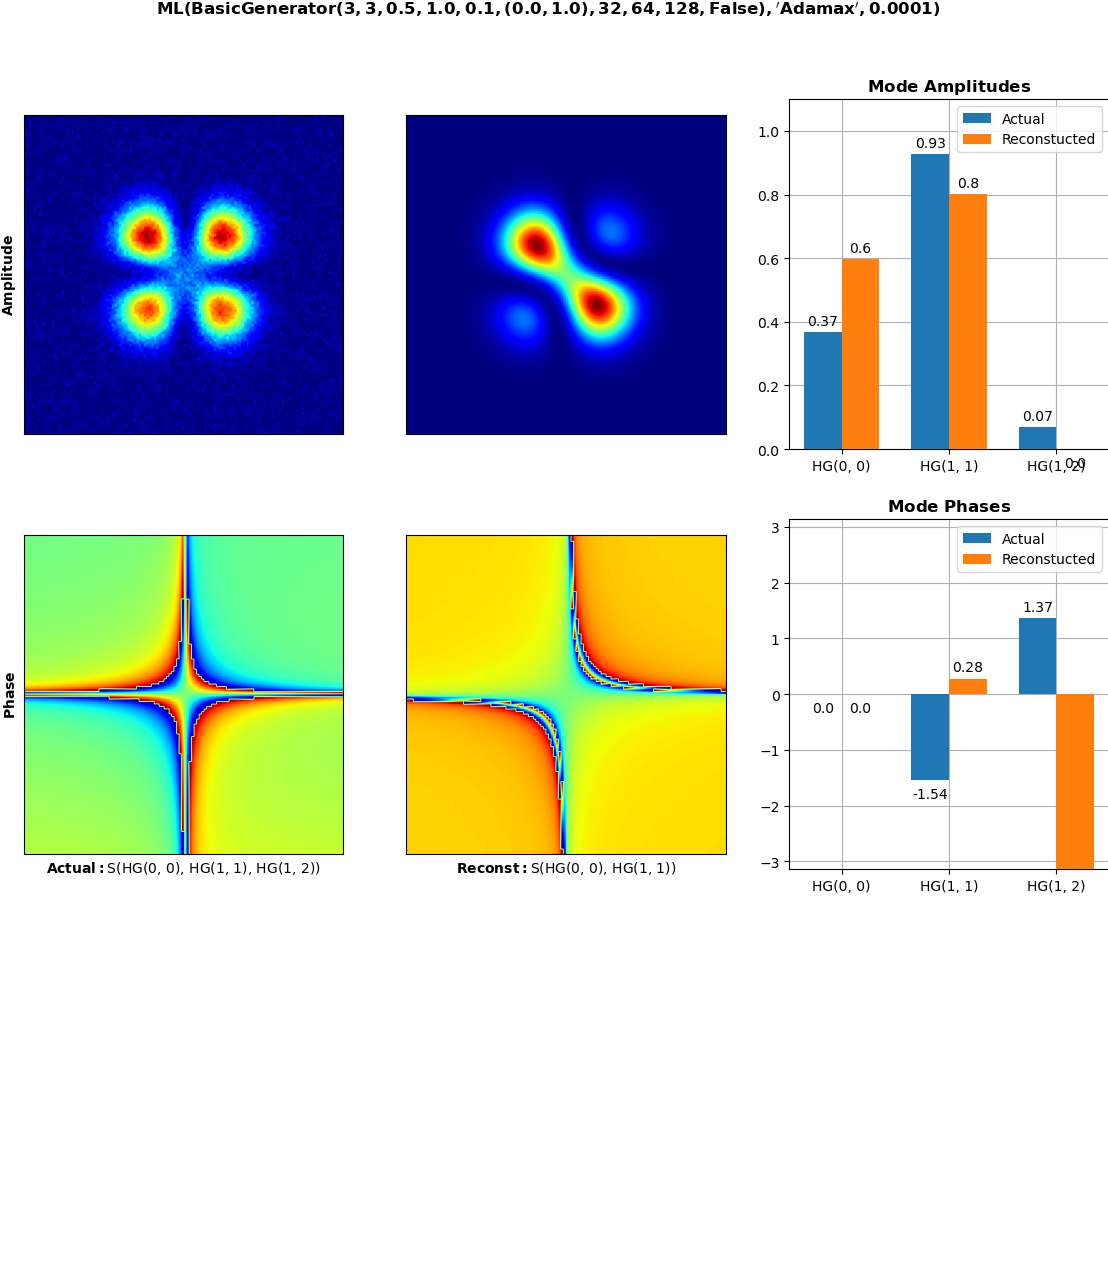 ML(BasicGenerator(3, 3, 0.5, 1.0, 0.1, (0.0, 1.0), 32, 64, 128, False), ′Adamax′, 0.0001)
Amplitude
Mode Amplitudes
Actual
Reconstucted
1.0
0.8
0.6
0.4
0.2
0.0
0.37
0.6
0.93
0.8
0.07
0.0
HG(0, 0)
HG(1, 1)
HG(1, 2)
Phase
Actual: S(HG(0, 0), HG(1, 1), HG(1, 2))
Reconst: S(HG(0, 0), HG(1, 1))
Mode Phases
Actual
Reconstucted
3
2
1
0
−1
−2
−3
0.0
0.0
-1.54
0.28
1.37
HG(0, 0)
HG(1, 1)
HG(1, 2)